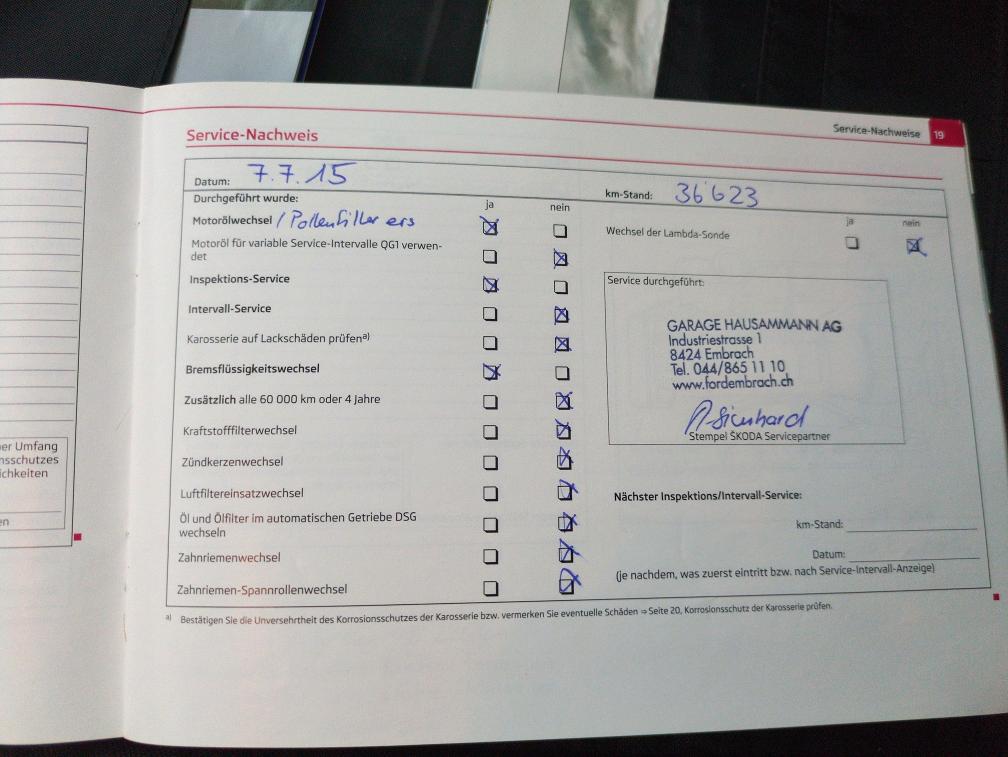 Service-Nachweise 19
Service-Nachweis
Datum: 7.7.15
km-Stand: 36'623
Durchgeführt wurde:
ja nein
Motorölwechsel / Pollenfilter ers
Motoröl für variable Service-Intervalle QG1 verwen-
det
Inspektions-Service
Intervall-Service
Karosserie auf Lackschäden prüfen a)
Bremsflüssigkeitswechsel
Zusätzlich alle 60 000 km oder 4 Jahre
Kraftstofffilterwechsel
Zündkerzenwechsel
Luftfiltereinsatzwechsel
Öl und Ölfilter im automatischen Getriebe DSG
wechseln
Zahnriemenwechsel
Zahnriemen-Spannrollenwechsel
ja nein
Wechsel der Lambda-Sonde
Service durchgeführt:
GARAGE HAUSAMMANN AG
Industriestrasse 1
8424 Embrach
Tel. 044/865 11 10
www.fordembrach.ch
Stempel ŠKODA Servicepartner
Nächster Inspektions/Intervall-Service:
km-Stand:
Datum:
(je nachdem, was zuerst eintritt bzw. nach Service-Intervall-Anzeige)
a) Bestätigen Sie die Unversehrtheit des Korrosionsschutzes der Karosserie bzw. vermerken Sie eventuelle Schäden ⇒ Seite 20, Korrosionsschutz der Karosserie prüfen.
Umfang